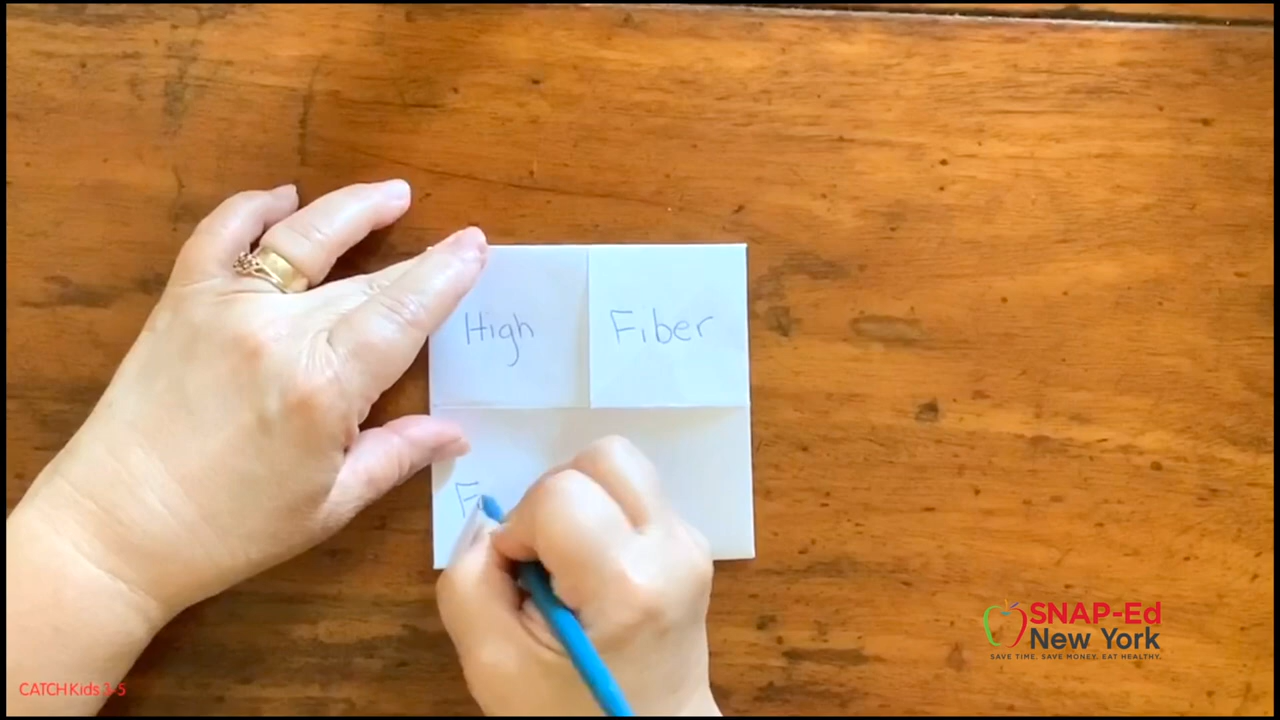 High Fiber
F
SNAP-Ed
New York
SAVE TIME. SAVE MONEY. EAT HEALTHY.
CATCH Kids 3-5